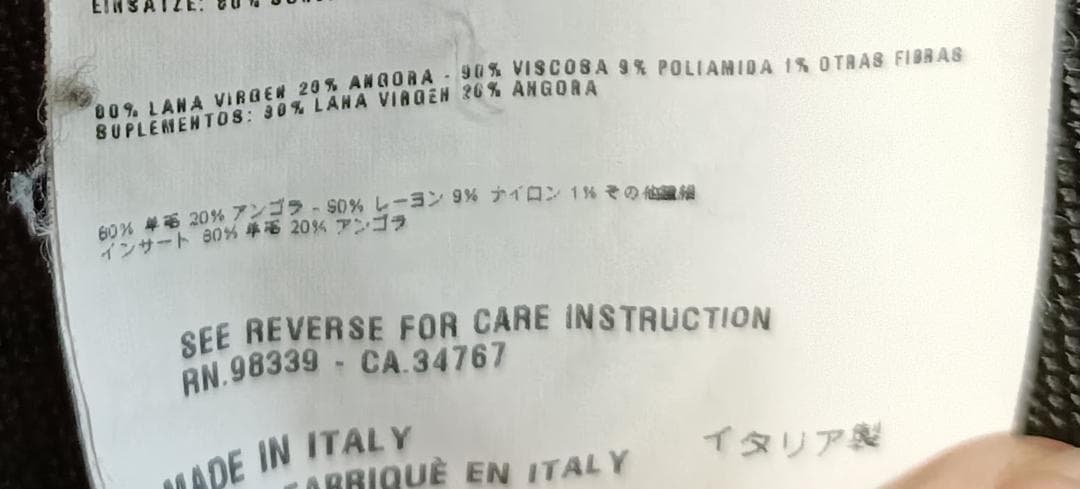 EINSÄTZE: 80%
80% LANA VIRGEN 20% ANGORA - 90% VISCOSA 9% POLIAMIDA 1% OTRAS FIBRAS
SUPLEMENTOS: 80% LANA VIRGEN 20% ANGORA
80% 羊毛 20% アンゴラ - 90% レーヨン 9% ナイロン 1% その他繊維
インサート 80% 羊毛 20% アンゴラ
SEE REVERSE FOR CARE INSTRUCTION
RN.98339 - CA.34767
MADE IN ITALY
イタリア製
FABRIQUÈ EN ITALY